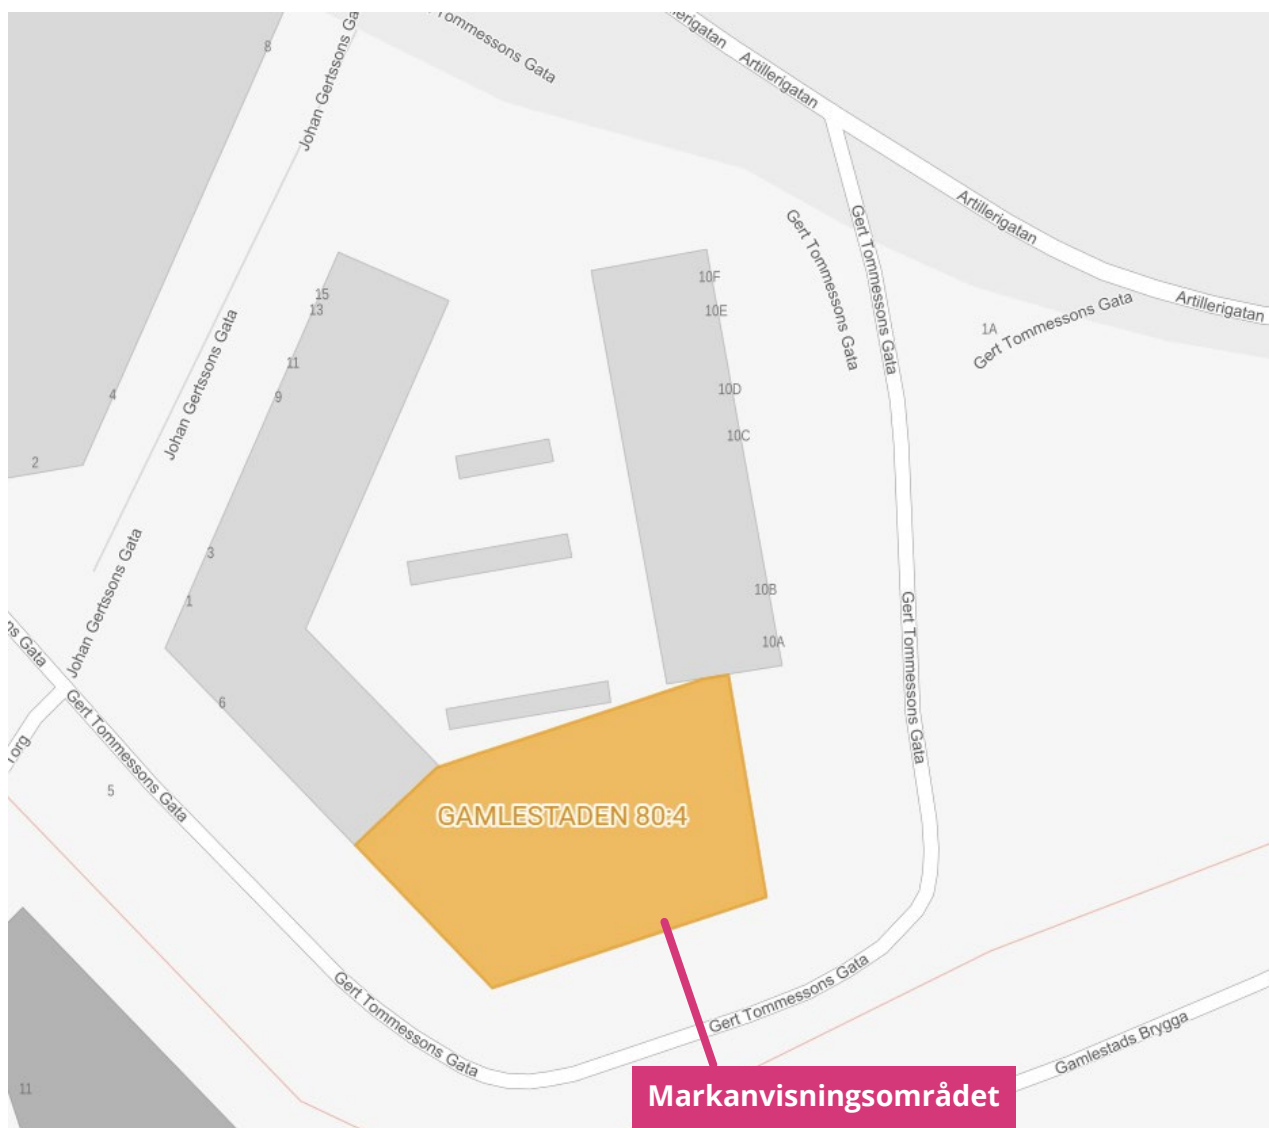 8
Johan Gertssons Ga
Tommessons Gata
Artillerigatan
Artillerigatan
Artillerigatan
Gert Tommessons Gata
Gert Tommessons Gata
10F
10E
15
13
Artillerigatan
1A
Gert Tommessons Gata
Johan Gertssons Gata
11
9
4
10D
10C
2
3
Johan Gertssons Gata
1
10B
10A
Gert Tommessons Gata
ns Gata
6
Gert Tommessons Gata
Torg
5
GAMLESTADEN 80:4
Gert Tommessons Gata
Gert Tommessons Gata
Gamlestads Brygga
11
Markanvisningsområdet